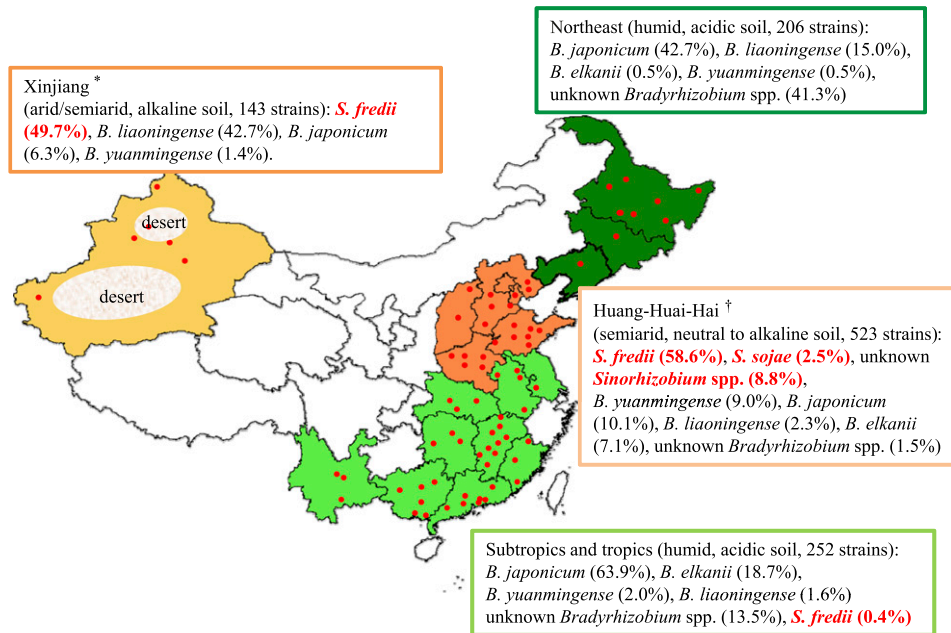 Northeast (humid, acidic soil, 206 strains):
B. japonicum (42.7%), B. liaoningense (15.0%),
B. elkanii (0.5%), B. yuanmingense (0.5%),
unknown Bradyrhizobium spp. (41.3%)
Xinjiang *
(arid/semiarid, alkaline soil, 143 strains): S. fredii
(49.7%), B. liaoningense (42.7%), B. japonicum
(6.3%), B. yuanmingense (1.4%).
desert
desert
Huang-Huai-Hai †
(semiarid, neutral to alkaline soil, 523 strains):
S. fredii (58.6%), S. sojae (2.5%), unknown
Sinorhizobium spp. (8.8%),
B. yuanmingense (9.0%), B. japonicum
(10.1%), B. liaoningense (2.3%), B. elkanii
(7.1%), unknown Bradyrhizobium spp. (1.5%)
Subtropics and tropics (humid, acidic soil, 252 strains):
B. japonicum (63.9%), B. elkanii (18.7%),
B. yuanmingense (2.0%), B. liaoningense (1.6%)
unknown Bradyrhizobium spp. (13.5%), S. fredii (0.4%)